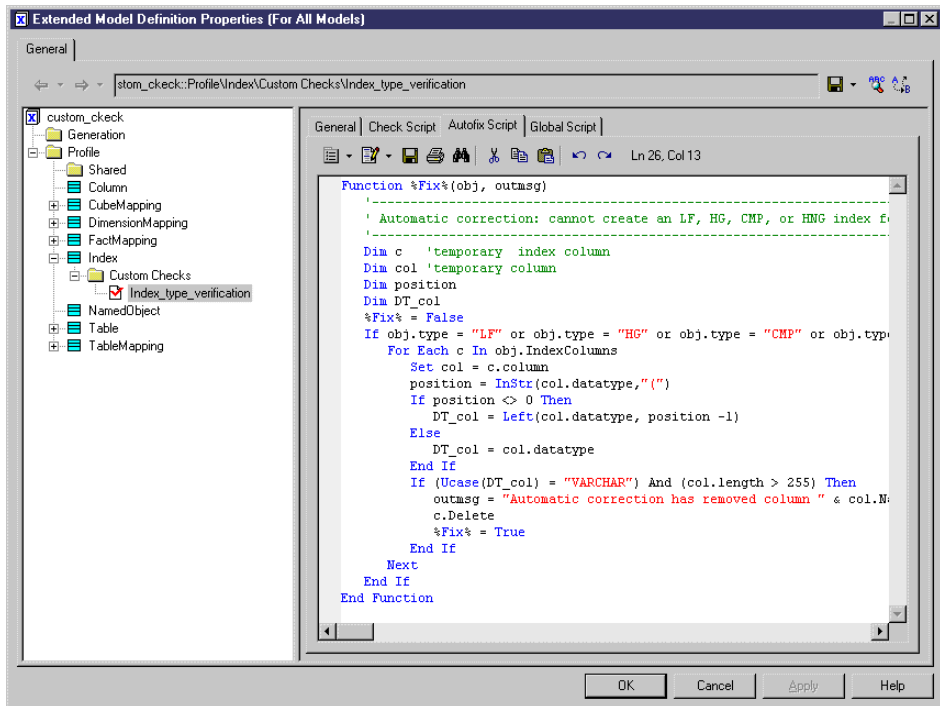 Extended Model Definition Properties (For All Models)
General
stom_ckeck::Profile\Index\Custom Checks\Index_type_verification
custom_ckeck
Generation
Profile
Shared
Column
CubeMapping
DimensionMapping
FactMapping
Index
Custom Checks
Index_type_verification
NamedObject
Table
TableMapping
General Check Script Autofix Script Global Script
Ln 26, Col 13
Function %Fix%(obj, outmsg)
'----------------------------------------------------------------------
' Automatic correction: cannot create an LF, HG, CMP, or HNG index f
'----------------------------------------------------------------------
Dim c 'temporary index column
Dim col 'temporary column
Dim position
Dim DT_col
%Fix% = False
If obj.type = "LF" or obj.type = "HG" or obj.type = "CMP" or obj.typ
For Each c In obj.IndexColumns
Set col = c.column
position = InStr(col.datatype,"(")
If position <> 0 Then
DT_col = Left(col.datatype, position -1)
Else
DT_col = col.datatype
End If
If (Ucase(DT_col) = "VARCHAR") And (col.length > 255) Then
outmsg = "Automatic correction has removed column " & col.N
c.Delete
%Fix% = True
End If
Next
End If
End Function
OK Cancel Apply Help